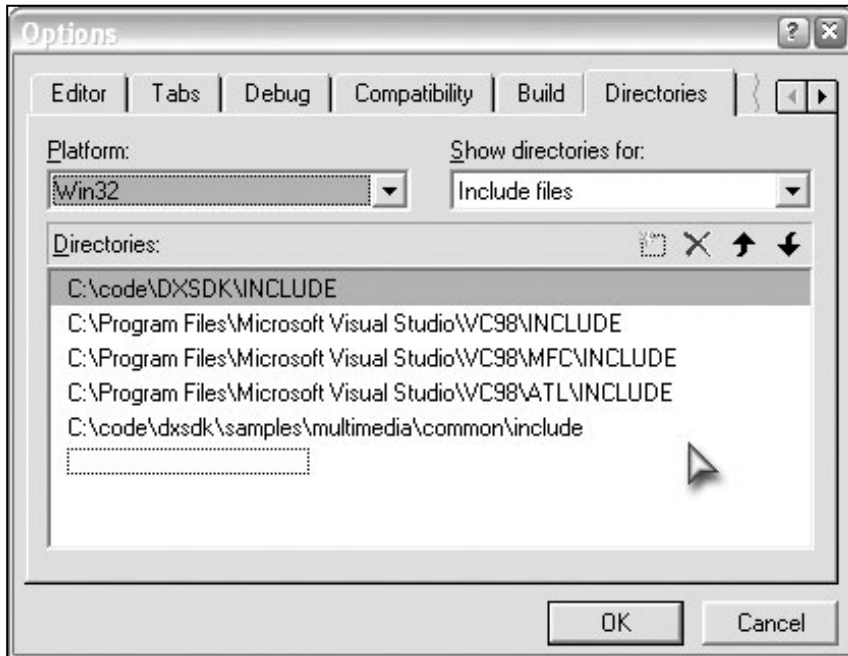 Options
Editor Tabs Debug Compatibility Build Directories
Platform: Show directories for:
Win32 Include files
Directories:
C:\code\DXSDK\INCLUDE
C:\Program Files\Microsoft Visual Studio\VC98\INCLUDE
C:\Program Files\Microsoft Visual Studio\VC98\MFC\INCLUDE
C:\Program Files\Microsoft Visual Studio\VC98\ATL\INCLUDE
C:\code\dxsdk\samples\multimedia\common\include
OK Cancel